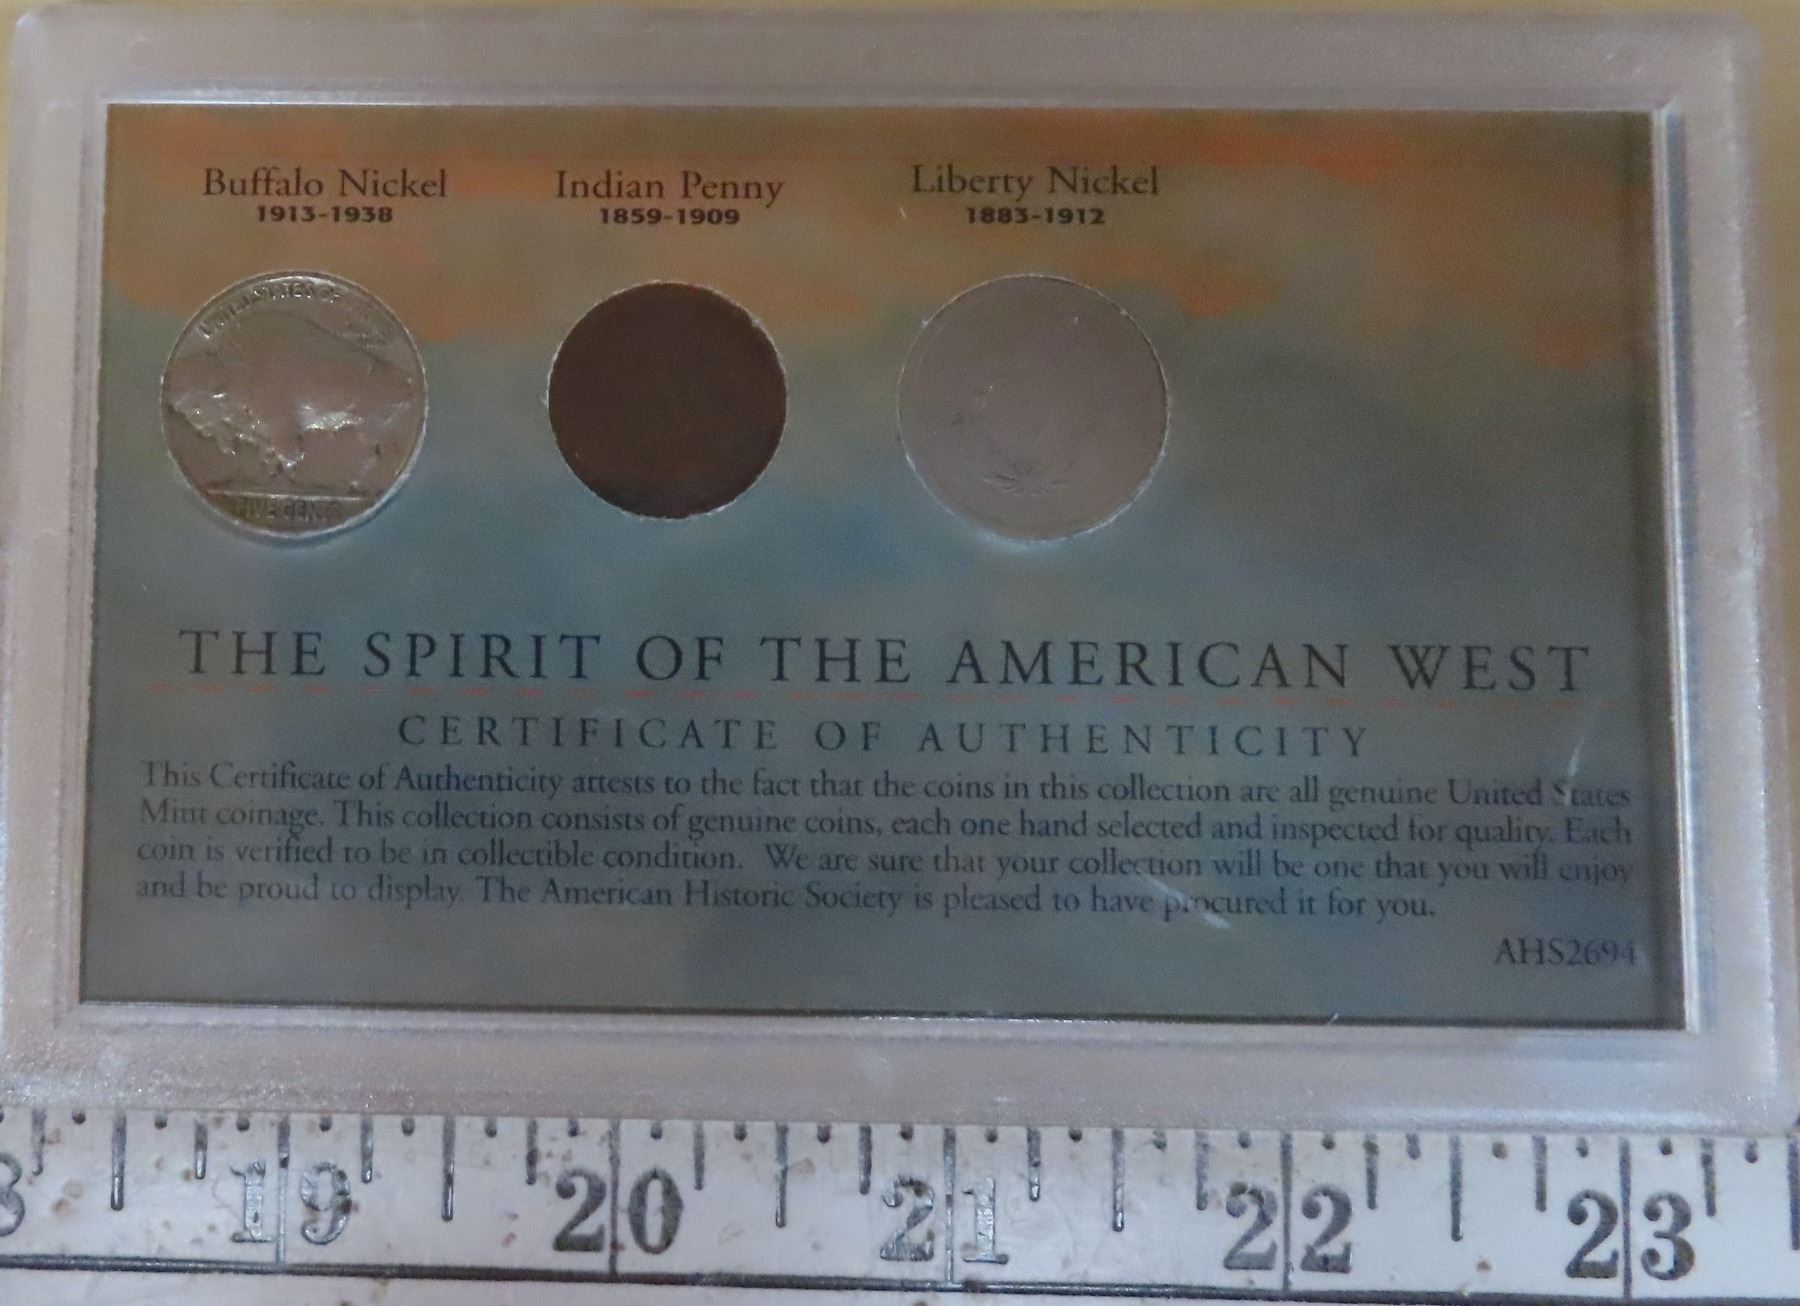 Buffalo Nickel
1913-1938
Indian Penny
1859-1909
Liberty Nickel
1883-1912
UNITED STATES OF
FIVE CENTS
THE SPIRIT OF THE AMERICAN WEST
CERTIFICATE OF AUTHENTICITY
This Certificate of Authenticity attests to the fact that the coins in this collection are all genuine United States
Mint coinage. This collection consists of genuine coins, each one hand selected and inspected for quality. Each
coin is verified to be in collectible condition. We are sure that your collection will be one that you will enjoy
and be proud to display. The American Historic Society is pleased to have procured it for you.
AHS2694
19 20 21 22 23